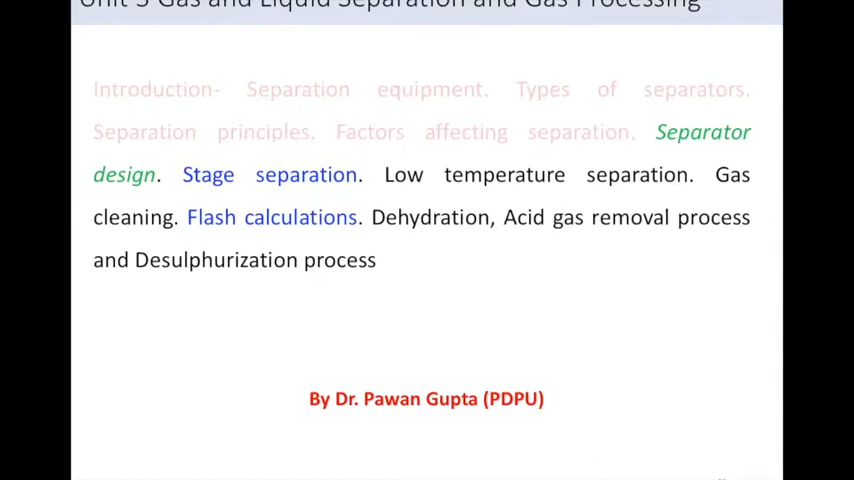 Unit 3 Gas and Liquid Separation and Gas Processing
Introduction- Separation equipment. Types of separators.
Separation principles. Factors affecting separation. Separator
design. Stage separation. Low temperature separation. Gas
cleaning. Flash calculations. Dehydration, Acid gas removal process
and Desulphurization process
By Dr. Pawan Gupta (PDPU)